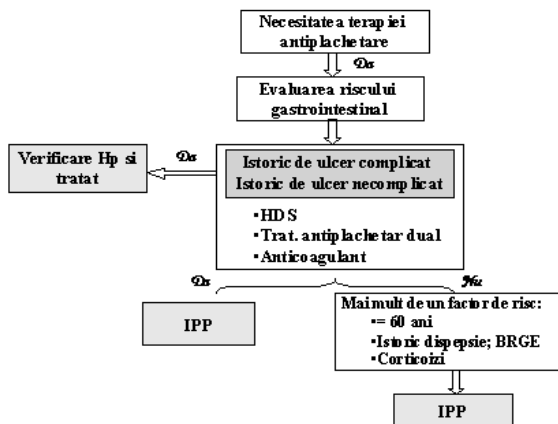 Necesitatea terapiei
antiplachetare
Da
Evaluarea riscului
gastrointestinal
Verificare Hp si
tratat
Da
Istoric de ulcer complicat
Istoric de ulcer necomplicat
▪HDS
▪Trat. antiplachetar dual
▪Anticoagulant
Da
Nu
IPP
Mai mult de un factor de risc:
▪= 60 ani
▪Istoric dispepsie; BRGE
▪Corticoizi
IPP